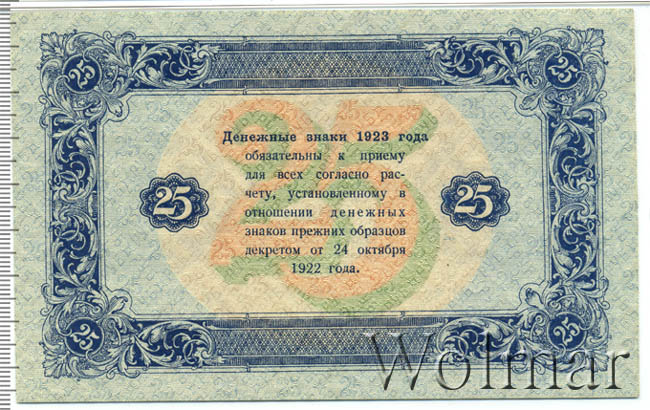 25 25
25
Денежные знаки 1923 года
обязательны к приему
для всех согласно рас-
чету, установленному в
отношении денежных
знаков прежних образцов
декретом от 24 октября
1922 года.
25 25
25 25
Wolmar